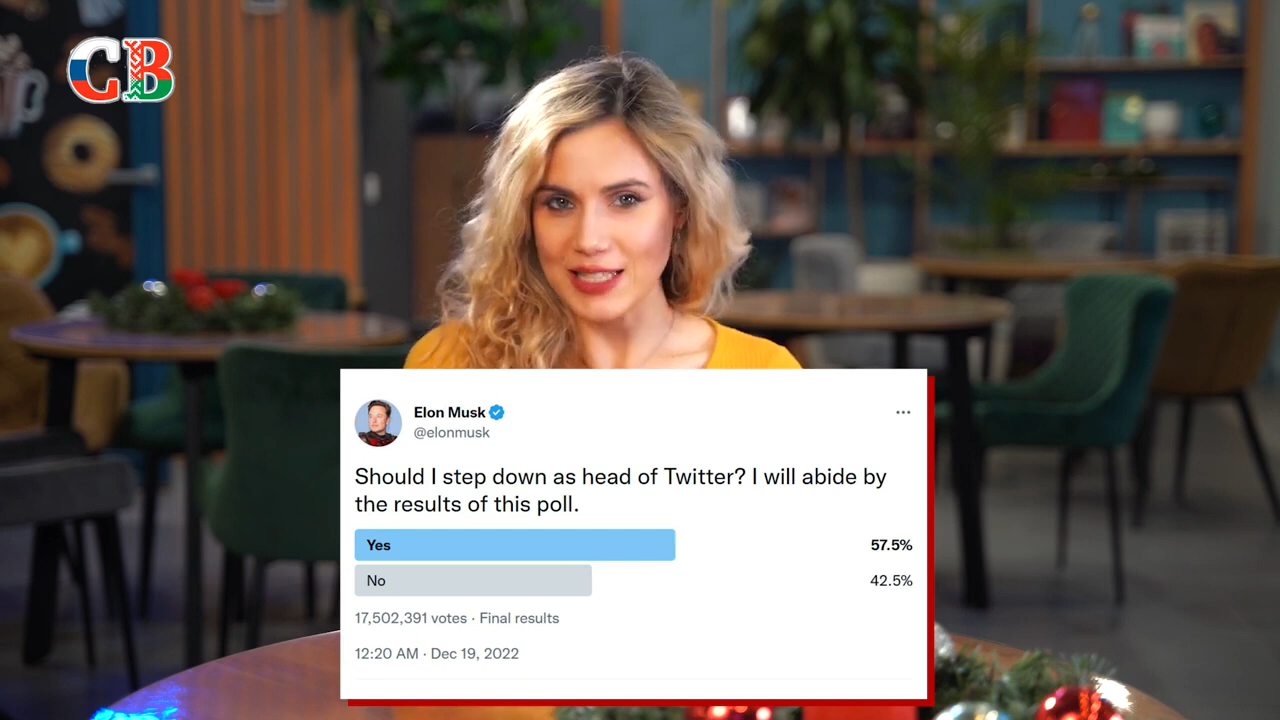 СВ
Elon Musk
@elonmusk
Should I step down as head of Twitter? I will abide by
the results of this poll.
Yes 57.5%
No 42.5%
17,502,391 votes · Final results
12:20 AM · Dec 19, 2022